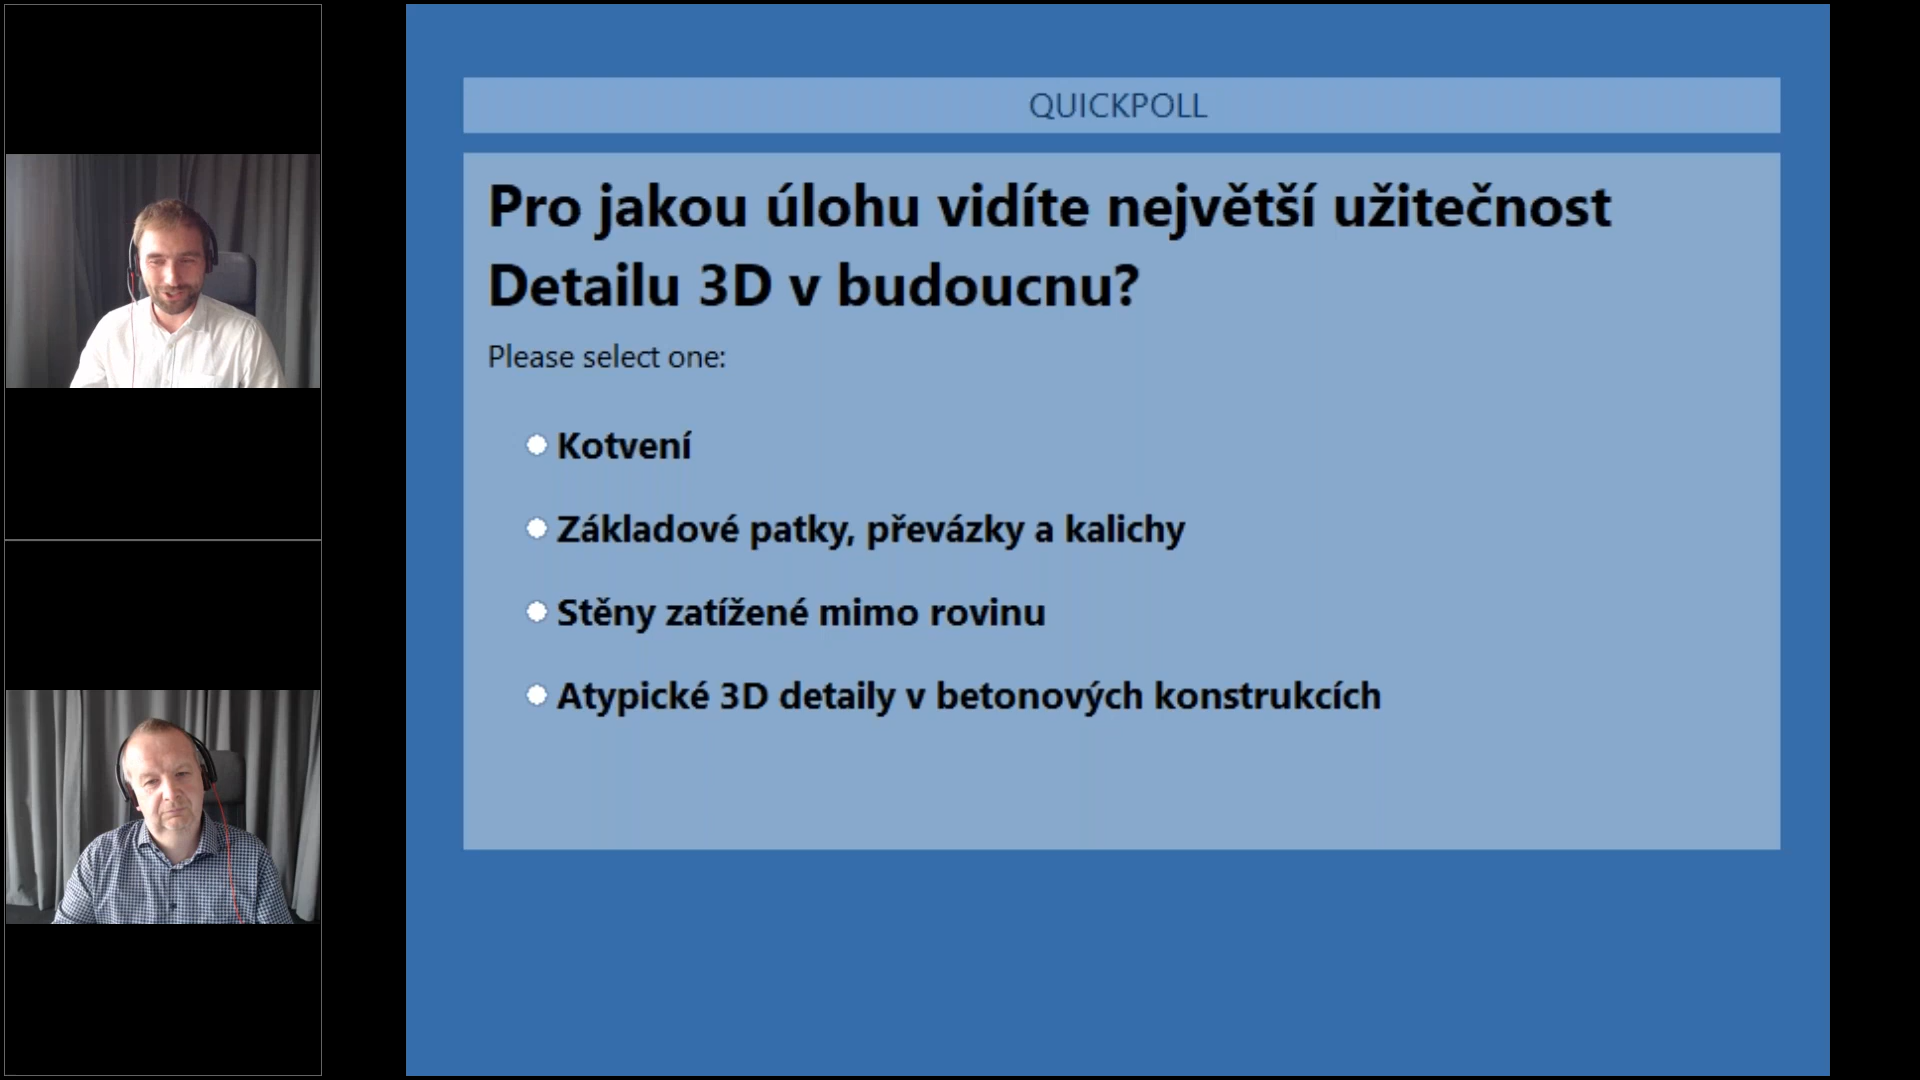 QUICKPOLL
Pro jakou úlohu vidíte největší užitečnost
Detailu 3D v budoucnu?
Please select one:
Kotvení
Základové patky, převázky a kalichy
Stěny zatížené mimo rovinu
Atypické 3D detaily v betonových konstrukcích